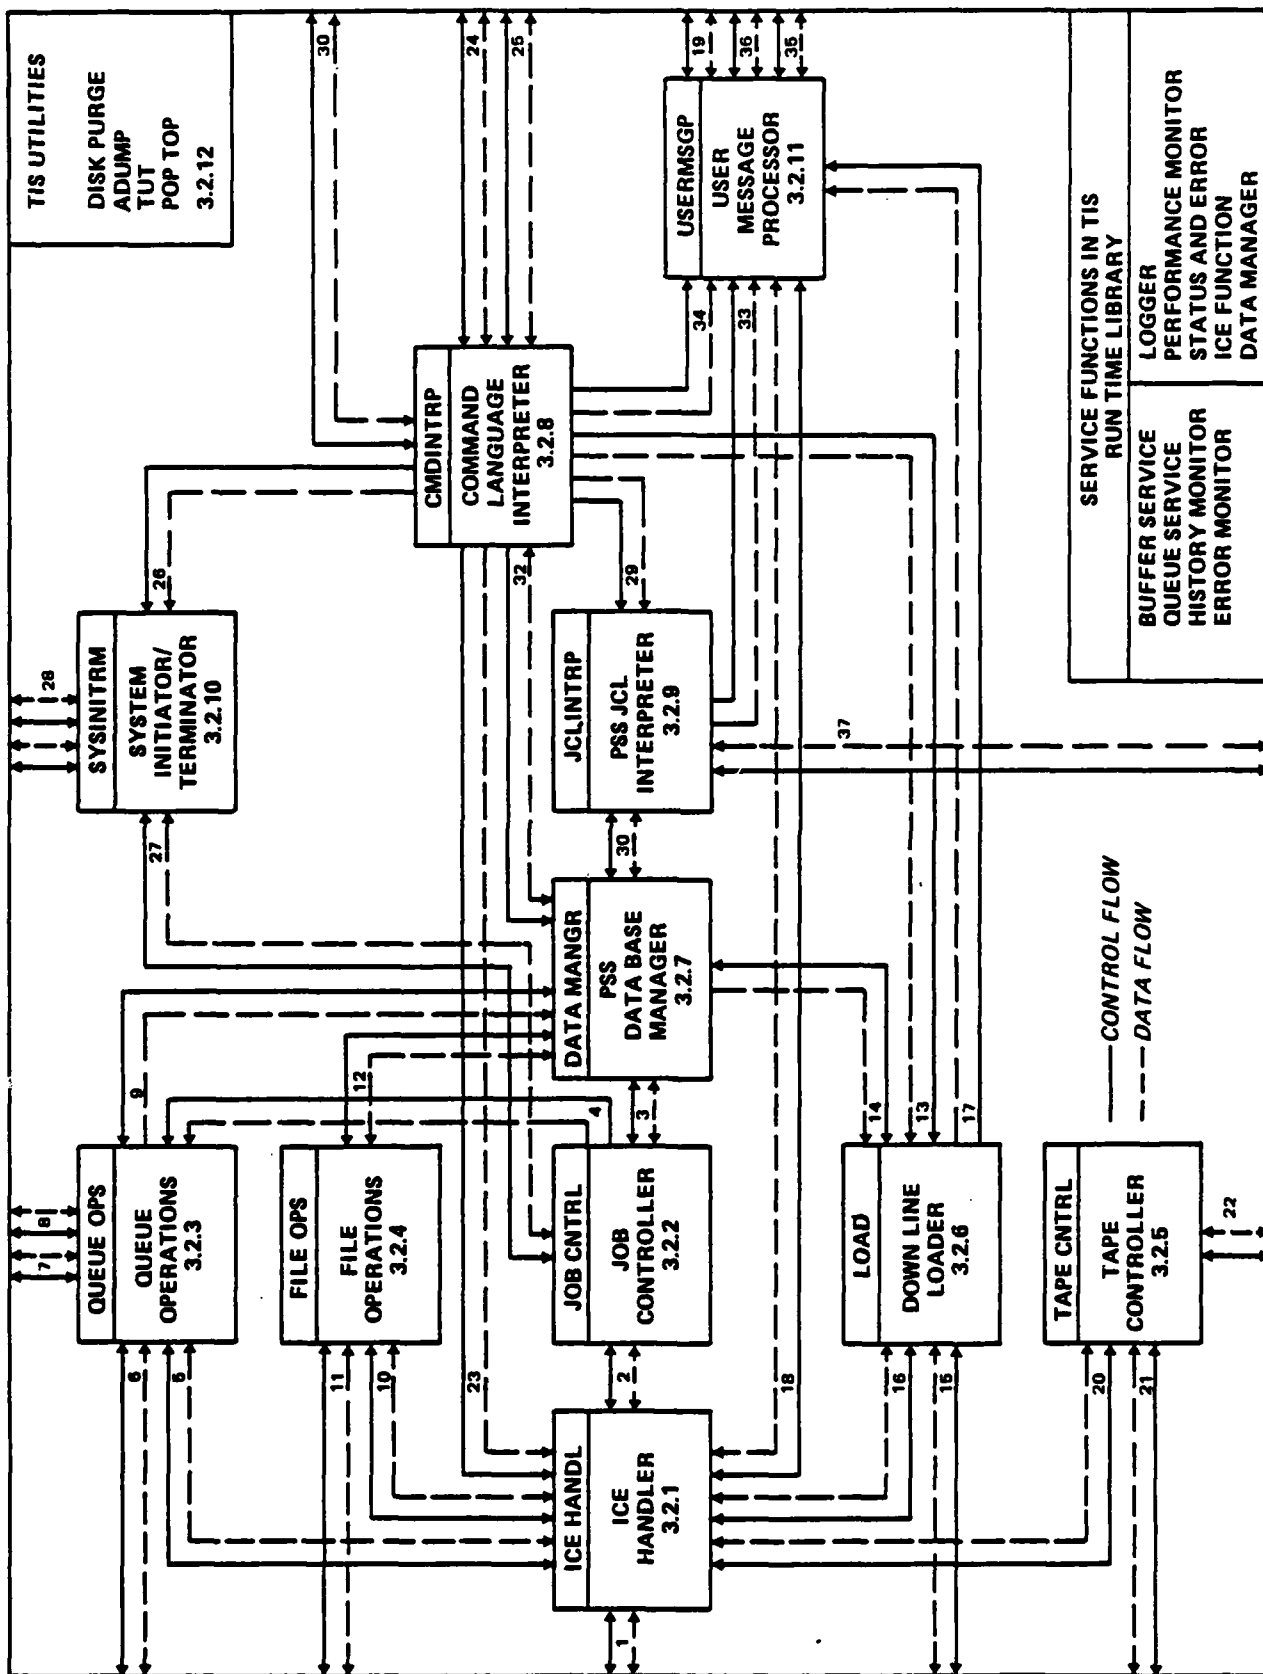 TIS UTILITIES
DISK PURGE
ADUMP
TUT
POP TOP
3.2.12
QUEUE OPS
QUEUE
OPERATIONS
3.2.3
SYSINITRM
SYSTEM
INITIATOR/
TERMINATOR
3.2.10
FILE OPS
FILE
OPERATIONS
3.2.4
CMDINTRP
COMMAND
LANGUAGE
INTERPRETER
3.2.8
ICE HANDL
ICE
HANDLER
3.2.1
JOB CNTRL
JOB
CONTROLLER
3.2.2
DATA MANGR
PSS
DATA BASE
MANAGER
3.2.7
JCLINTRP
PSS JCL
INTERPRETER
3.2.9
USERMSGP
USER
MESSAGE
PROCESSOR
3.2.11
LOAD
DOWN LINE
LOADER
3.2.6
TAPE CNTRL
TAPE
CONTROLLER
3.2.5
CONTROL FLOW
DATA FLOW
SERVICE FUNCTIONS IN TIS
RUN TIME LIBRARY
BUFFER SERVICE
QUEUE SERVICE
HISTORY MONITOR
ERROR MONITOR
LOGGER
PERFORMANCE MONITOR
STATUS AND ERROR
ICE FUNCTION
DATA MANAGER
7
8
28
6
5
9
27
26
30
11
10
12
24
25
23
32
1
2
3
4
30
29
34
33
19
36
35
18
37
16
15
14
13
17
20
21
22